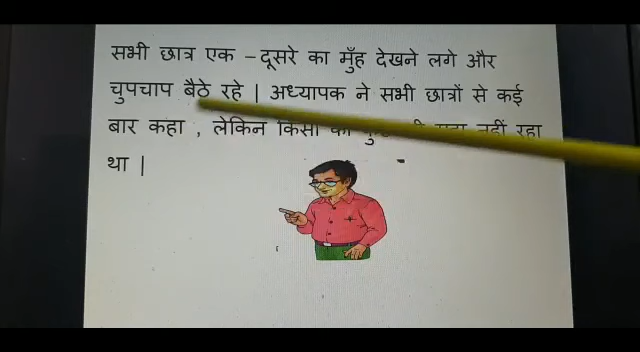 सभी छात्र एक – दूसरे का मुँह देखने लगे और
चुपचाप बैठे रहे | अध्यापक ने सभी छात्रों से कई
बार कहा , लेकिन किसी नहीं रहा
था |